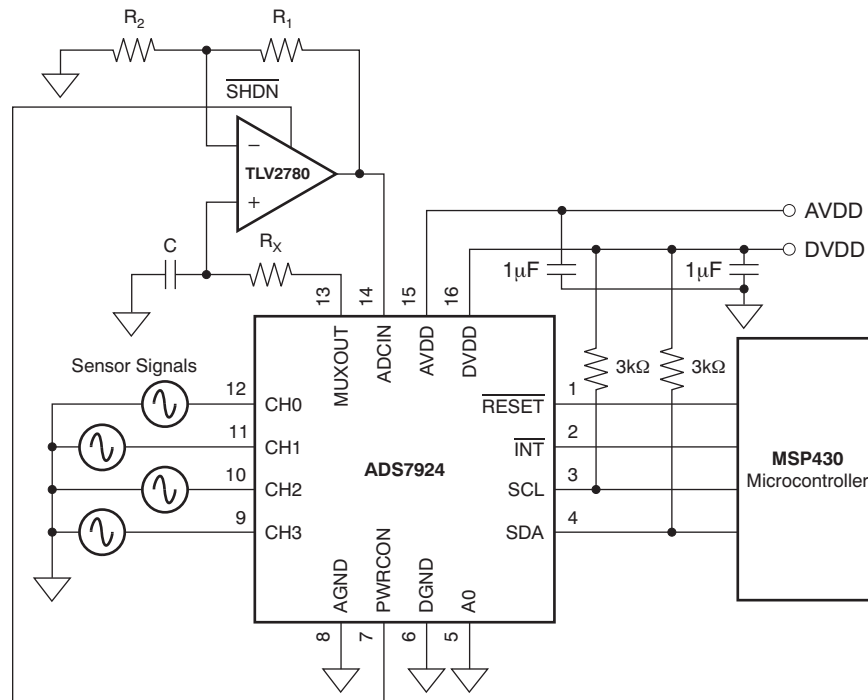 R2
R1
SHDN
TLV2780
−
+
C
RX
AVDD
DVDD
1μF
1μF
13
14
15
16
MUXOUT
ADCIN
AVDD
DVDD
3kΩ
3kΩ
Sensor Signals
12
CH0
11
CH1
10
CH2
9
CH3
ADS7924
RESET
1
INT
2
SCL
3
SDA
4
MSP430
Microcontroller
AGND
PWRCON
DGND
A0
8
7
6
5